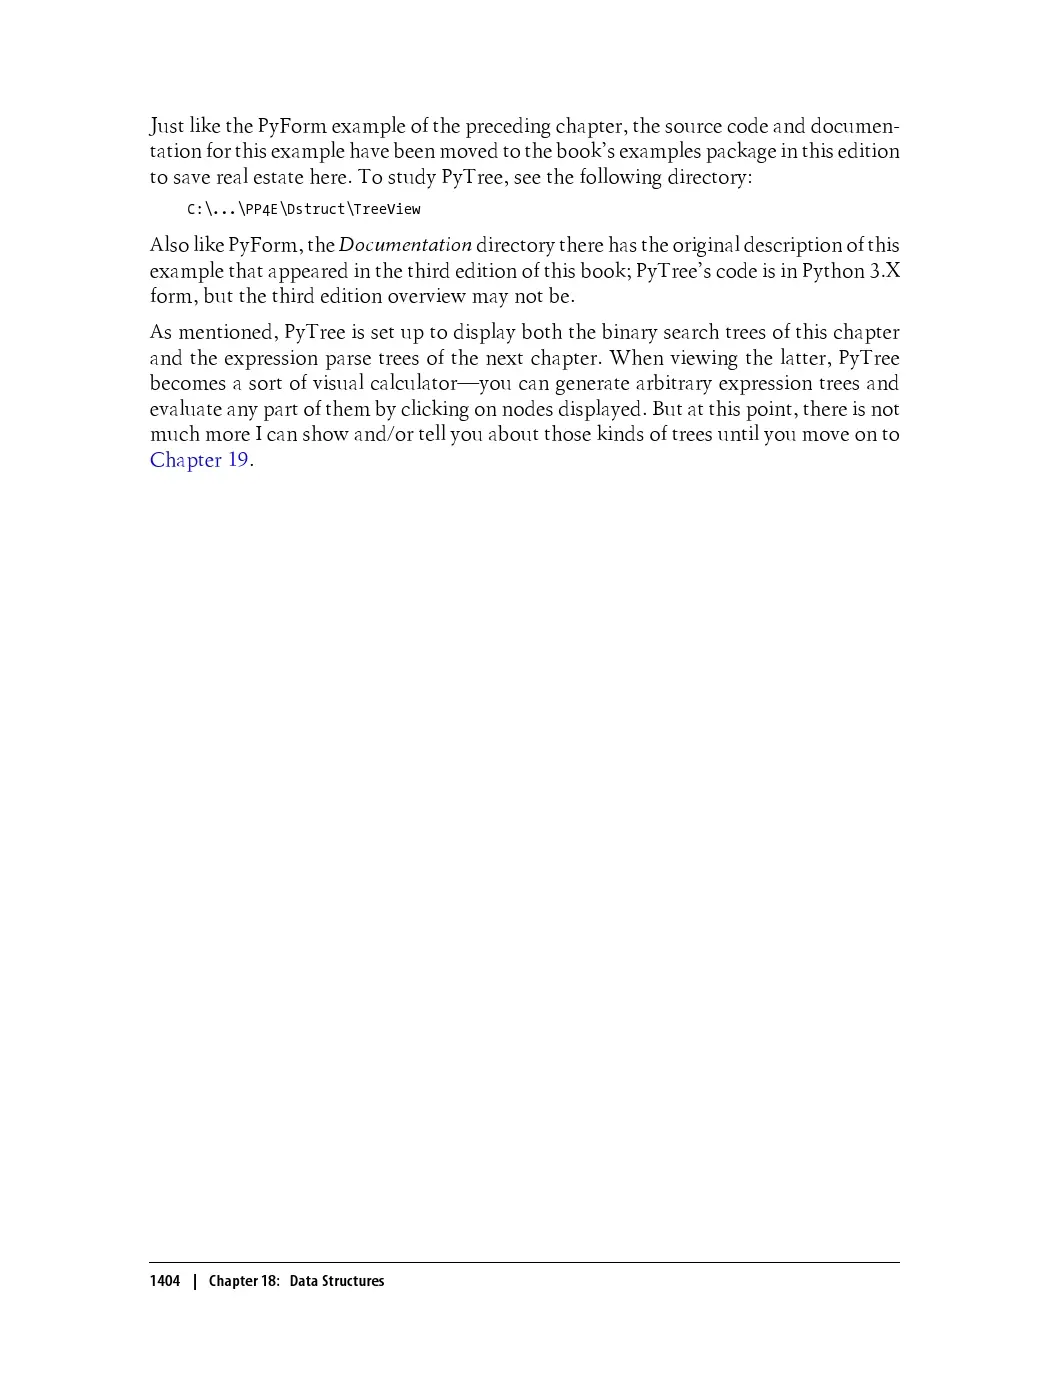 Just like the PyForm example of the preceding chapter, the source code and documen-
tation for this example have been moved to the book’s examples package in this edition
to save real estate here. To study PyTree, see the following directory:
C:\...\PP4E\Dstruct\TreeView
Also like PyForm, the Documentation directory there has the original description of this
example that appeared in the third edition of this book; PyTree’s code is in Python 3.X
form, but the third edition overview may not be.
As mentioned, PyTree is set up to display both the binary search trees of this chapter
and the expression parse trees of the next chapter. When viewing the latter, PyTree
becomes a sort of visual calculator—you can generate arbitrary expression trees and
evaluate any part of them by clicking on nodes displayed. But at this point, there is not
much more I can show and/or tell you about those kinds of trees until you move on to
Chapter 19.
1404 | Chapter 18: Data Structures